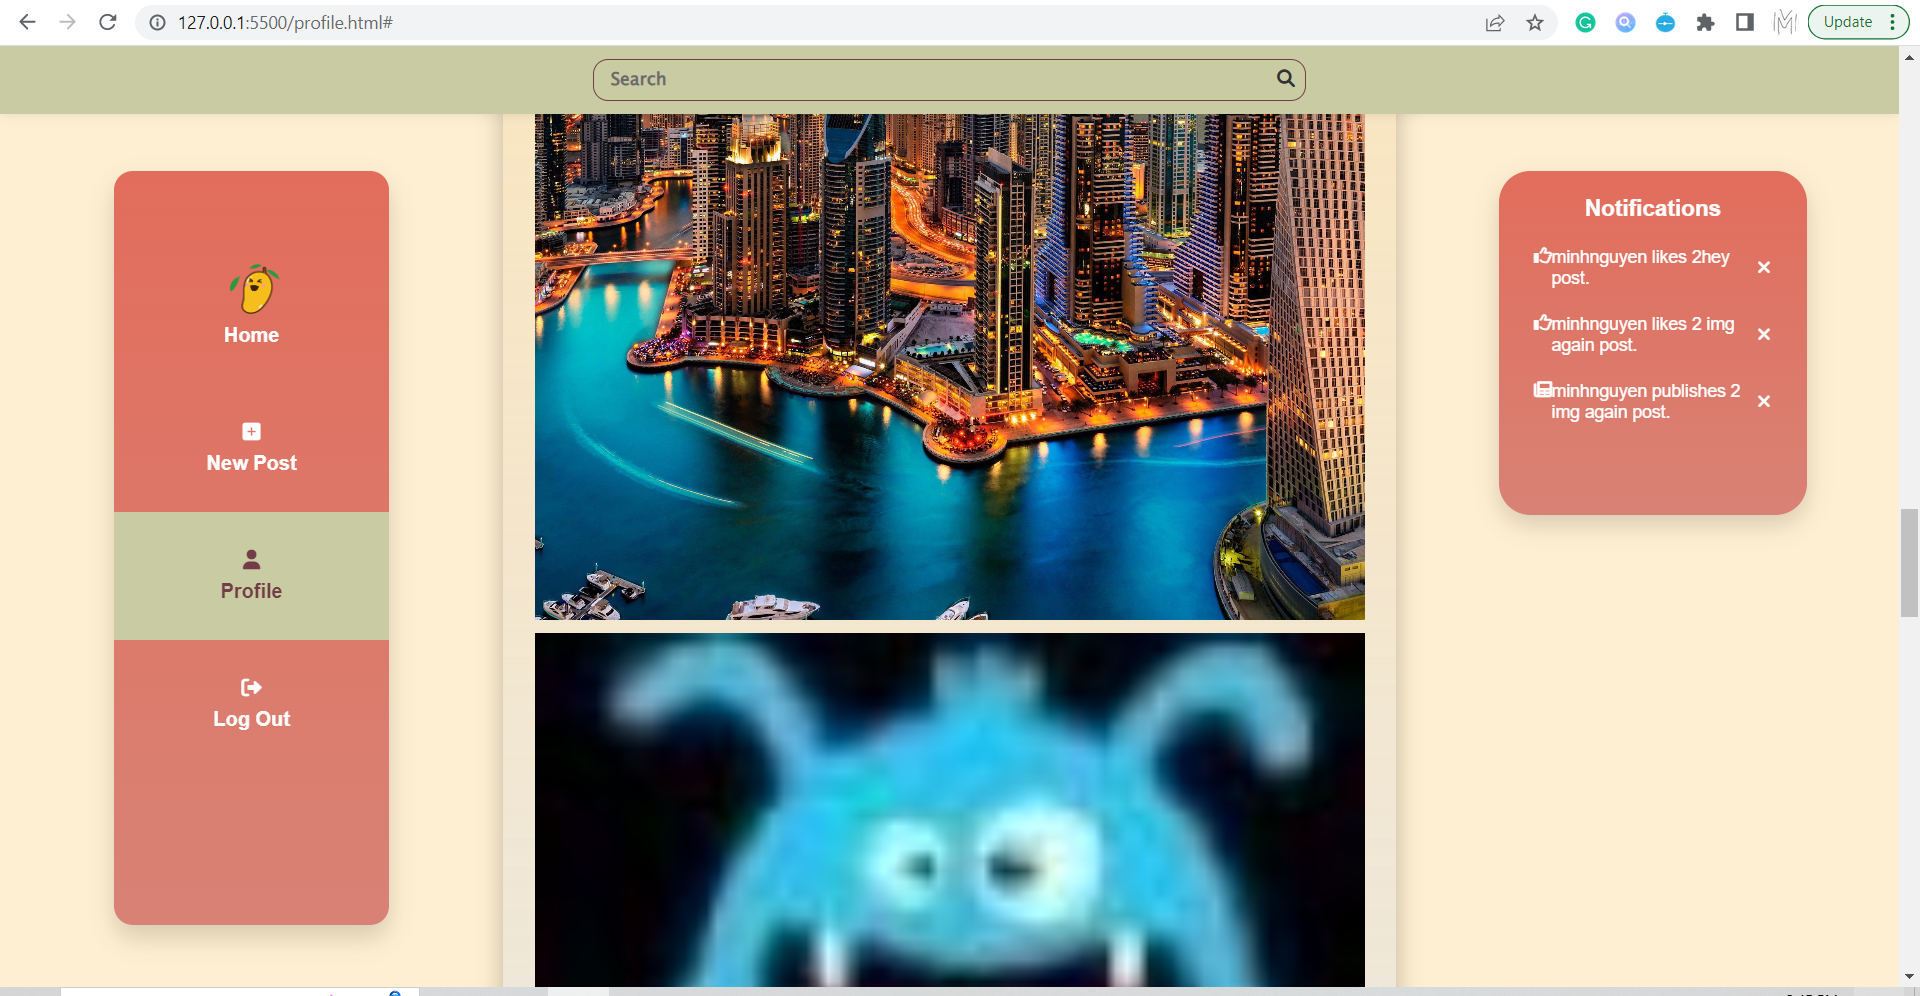 127.0.0.1:5500/profile.html#
Update
Search
Home
New Post
Profile
Log Out
Notifications
minhnguyen likes 2hey
post.
minhnguyen likes 2 img
again post.
minhnguyen publishes 2
img again post.